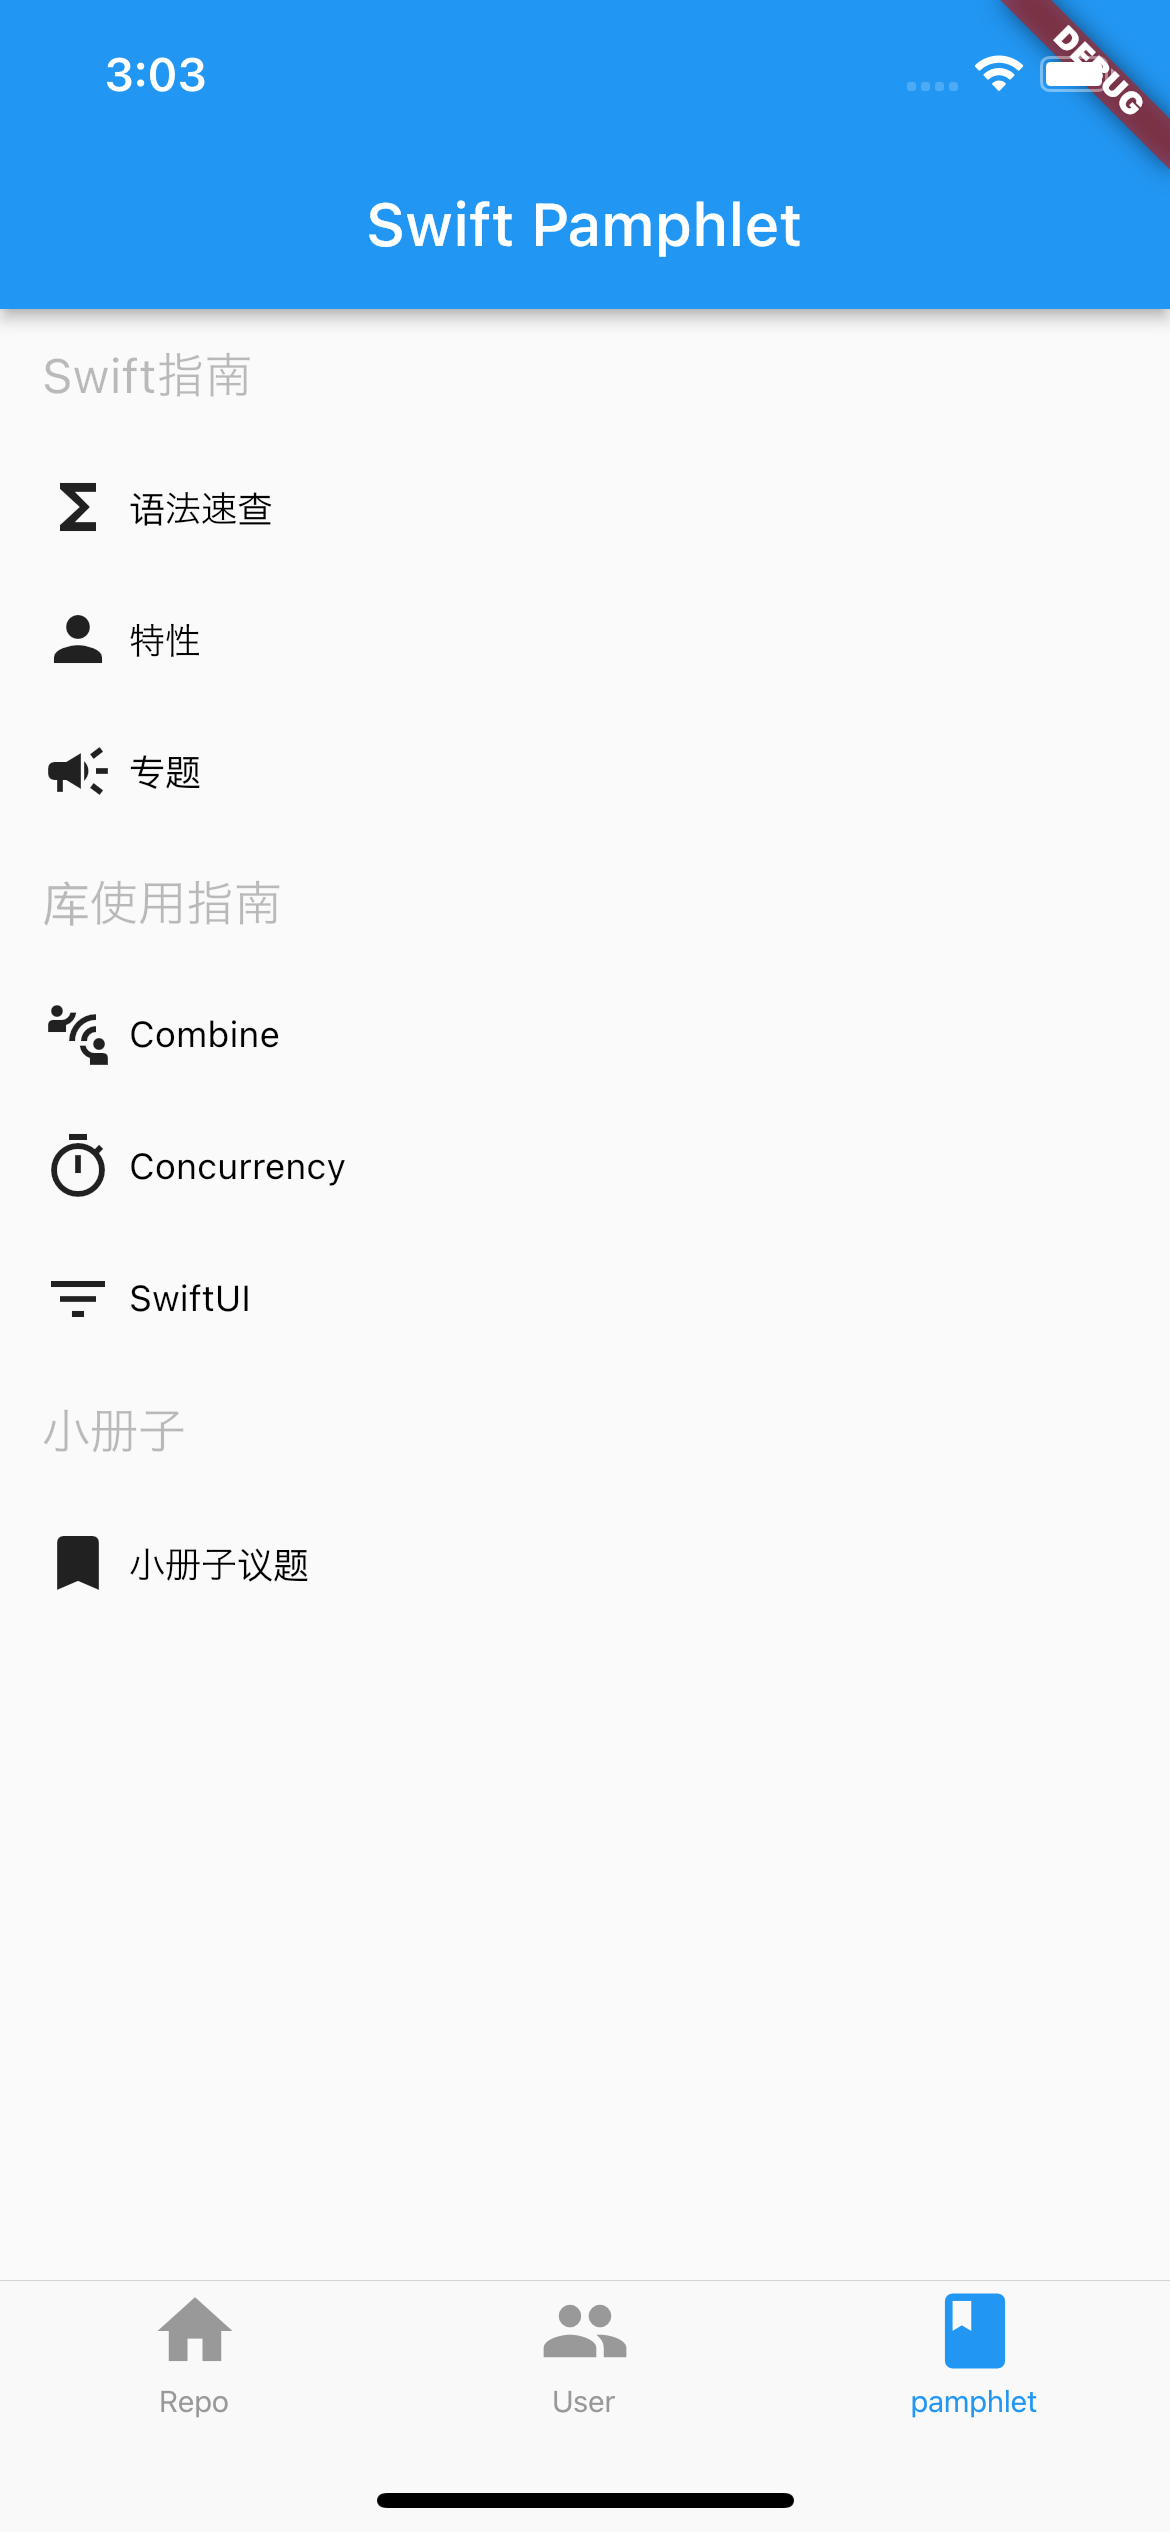 3:03
DEBUG
Swift Pamphlet
Swift指南
语法速查
特性
专题
库使用指南
Combine
Concurrency
SwiftUI
小册子
小册子议题
Repo
User
pamphlet